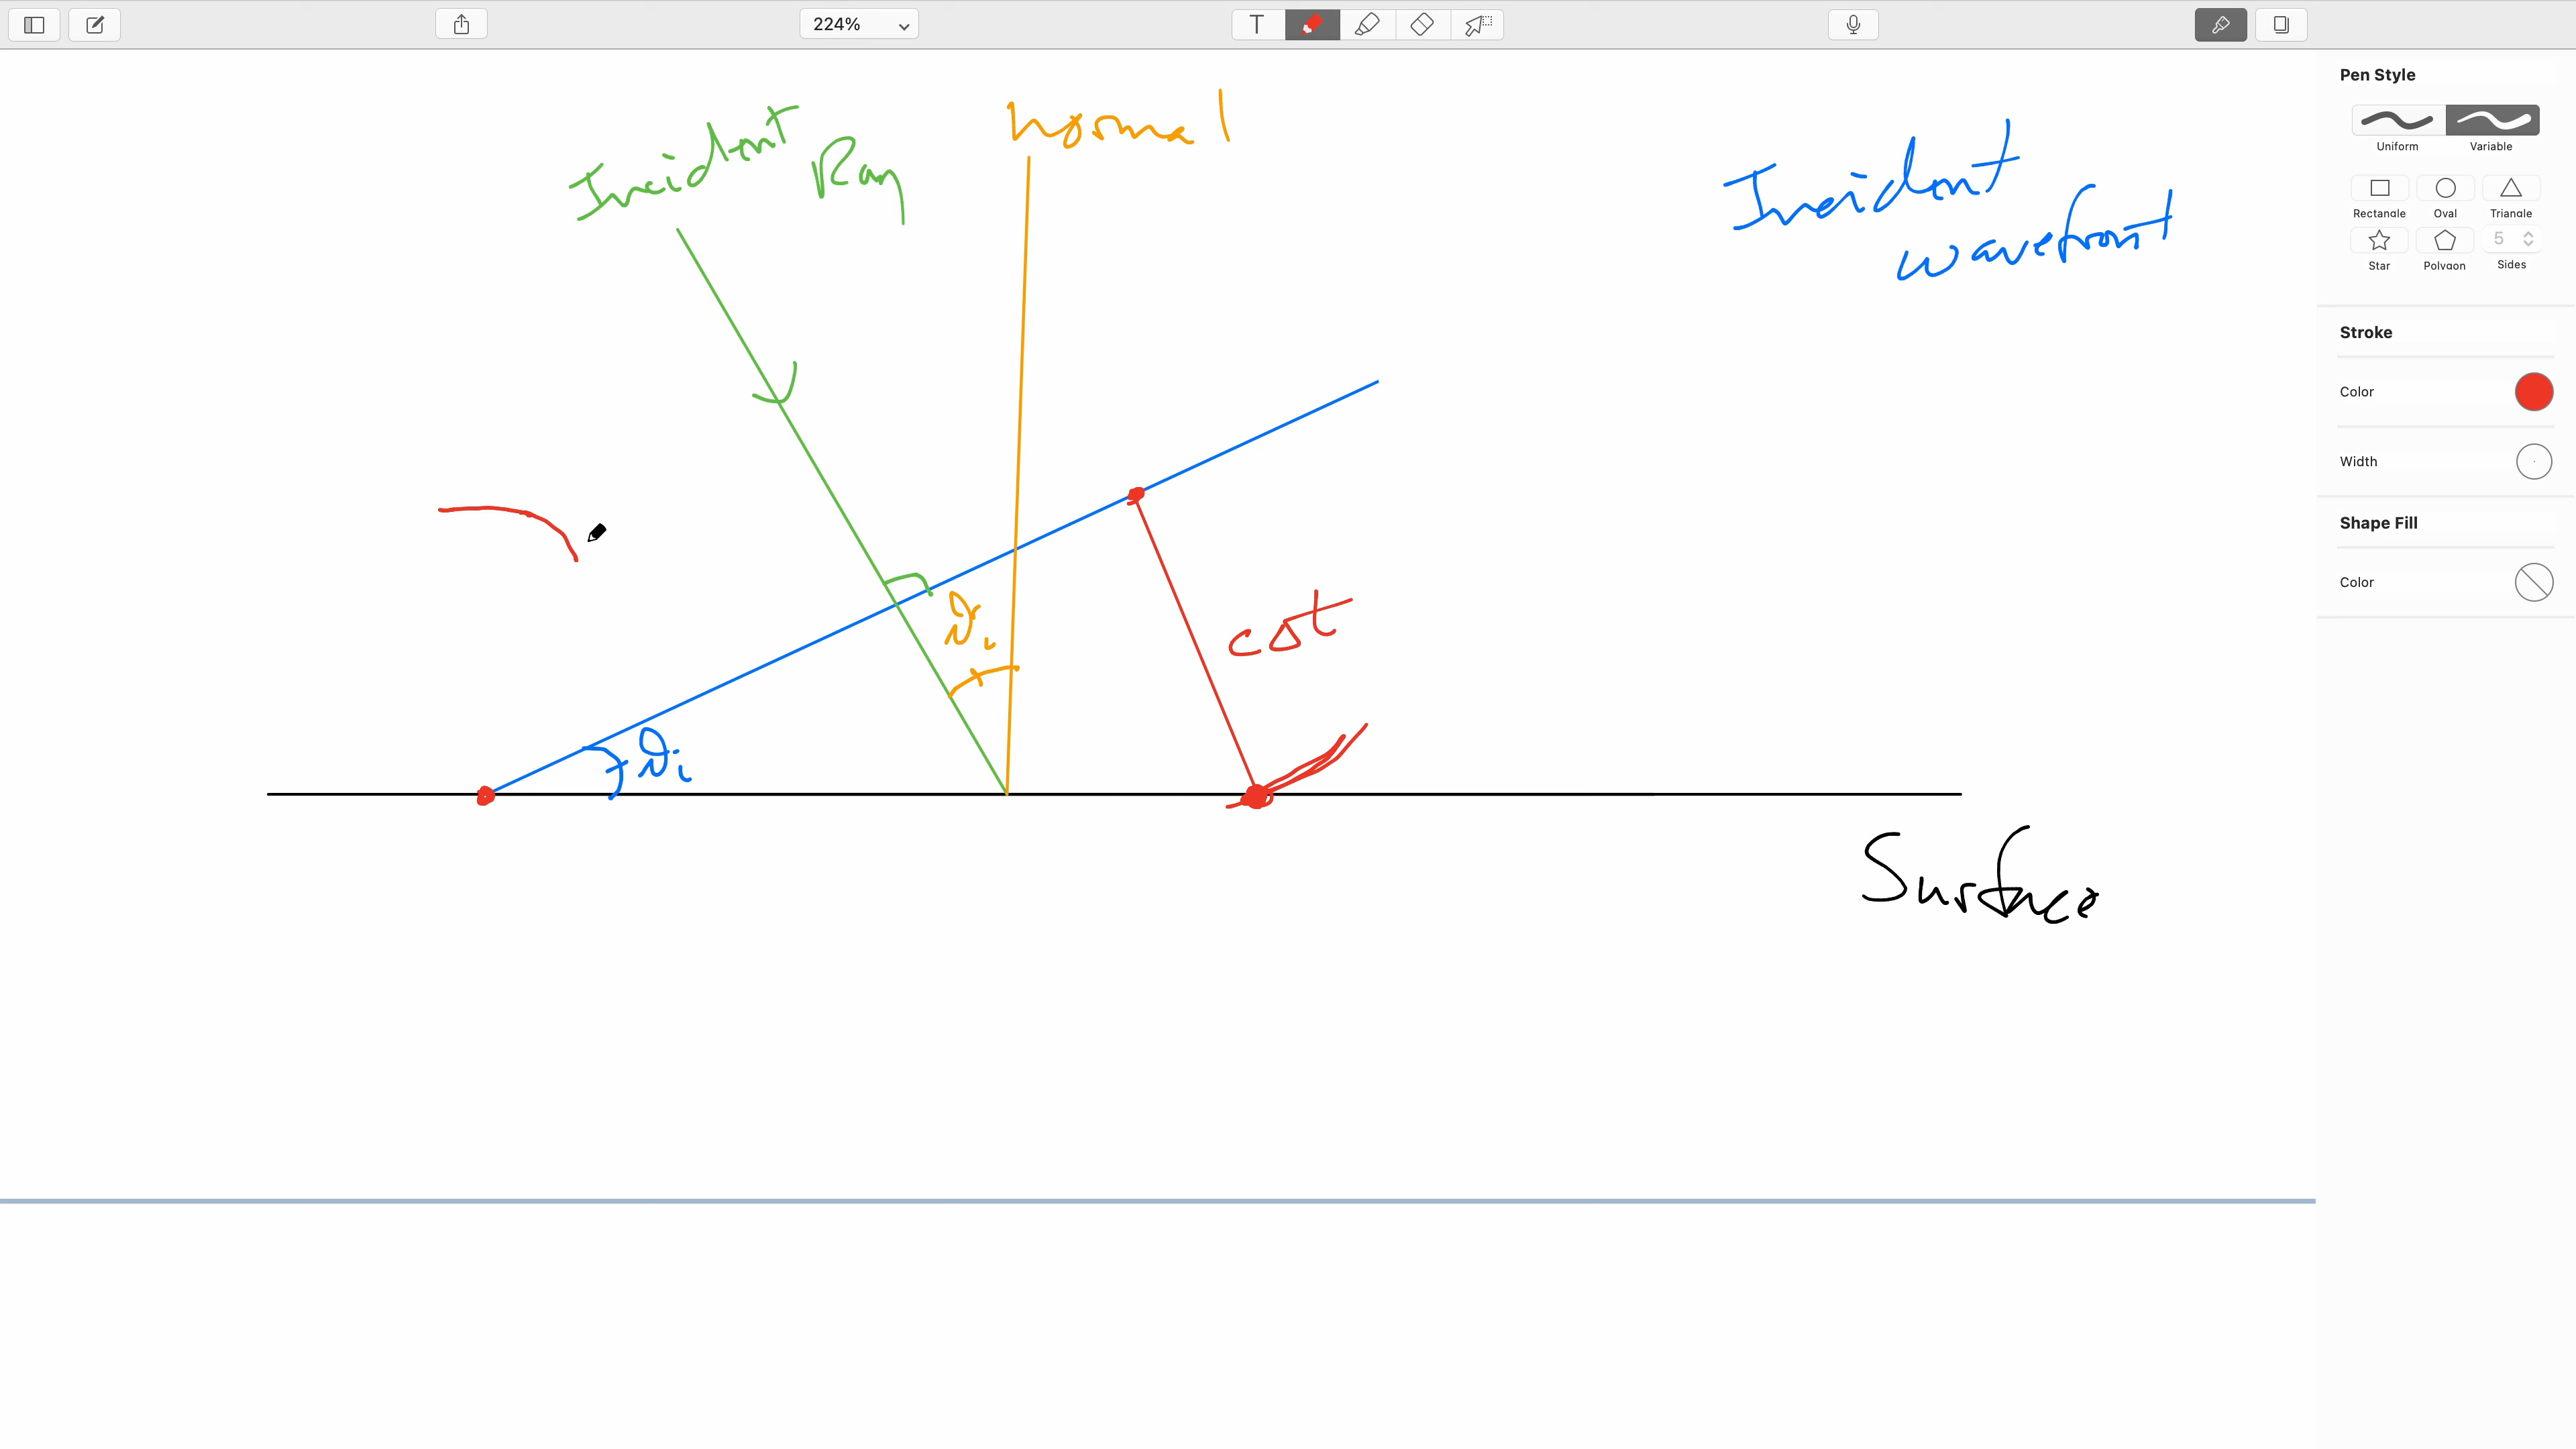 224%
T
Pen Style
Uniform
Variable
Rectangle
Oval
Triangle
5
Star
Polygon
Sides
Stroke
Color
Width
Shape Fill
Color
Incident
Ray
normal
Incident
wavefront
ϑi
cΔt
ϑi
Surface